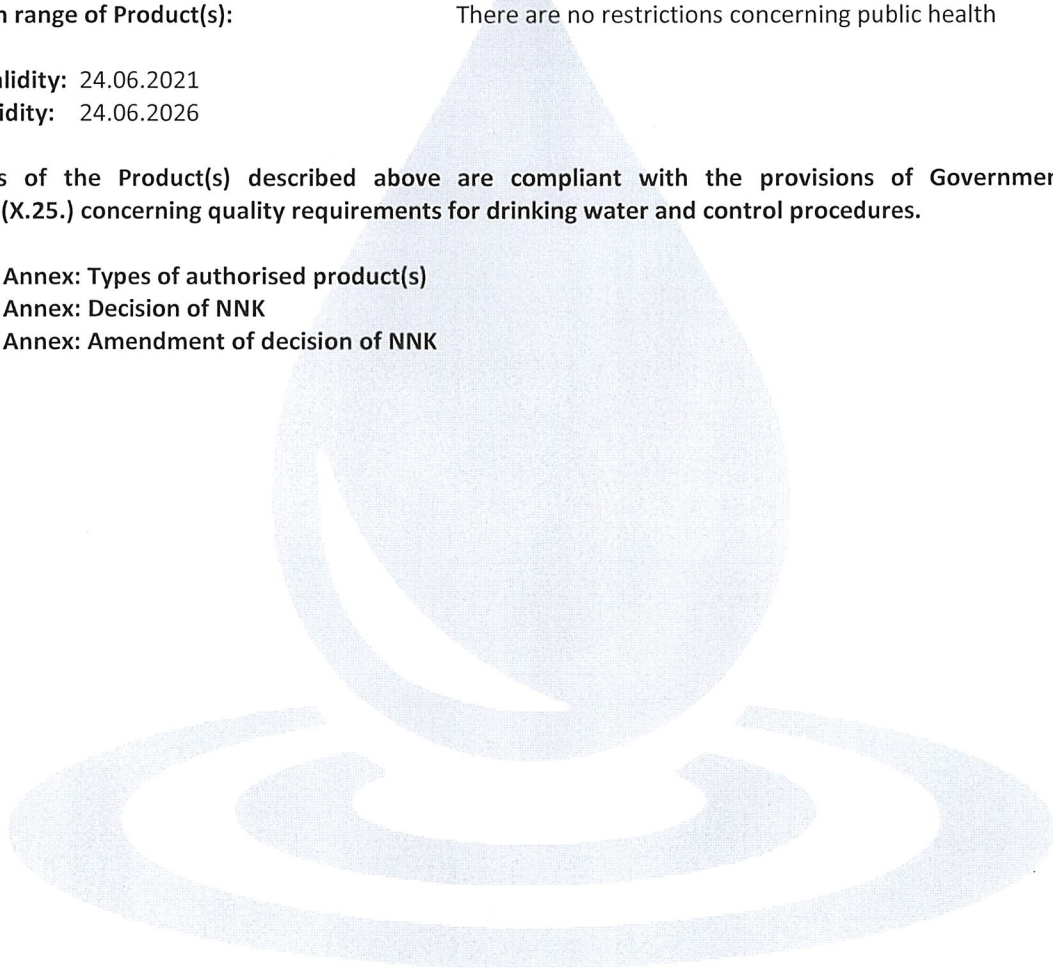 n range of Product(s): There are no restrictions concerning public health
alidity: 24.06.2021
idity: 24.06.2026
s of the Product(s) described above are compliant with the provisions of Governmen
(X.25.) concerning quality requirements for drinking water and control procedures.
Annex: Types of authorised product(s)
Annex: Decision of NNK
Annex: Amendment of decision of NNK